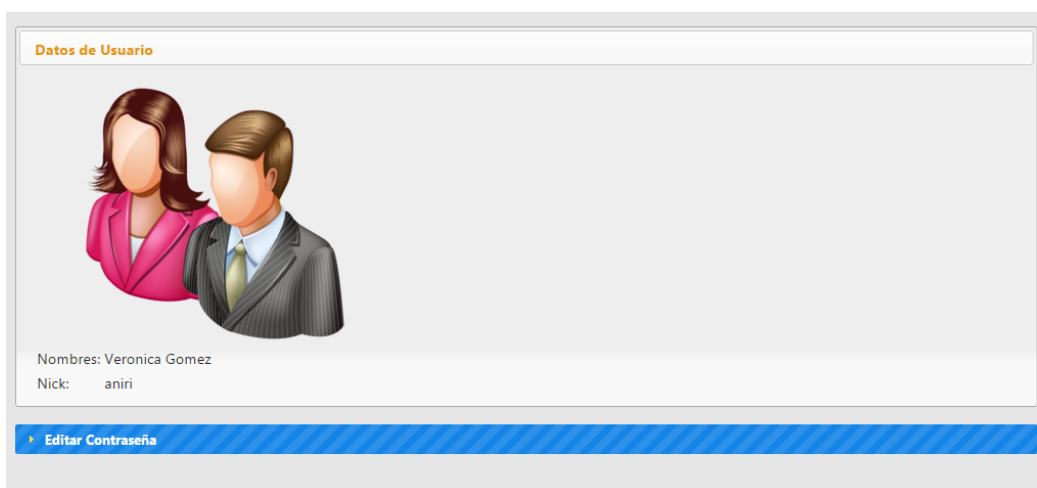 Datos de Usuario
Nombres: Veronica Gomez
Nick: aniri
Editar Contraseña